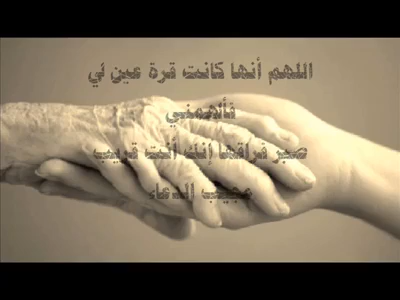 اللهم أنها كانت قرة عين لي
فألهمني
صبر فراقها إنك أنت قريب
مجيب الدعاء